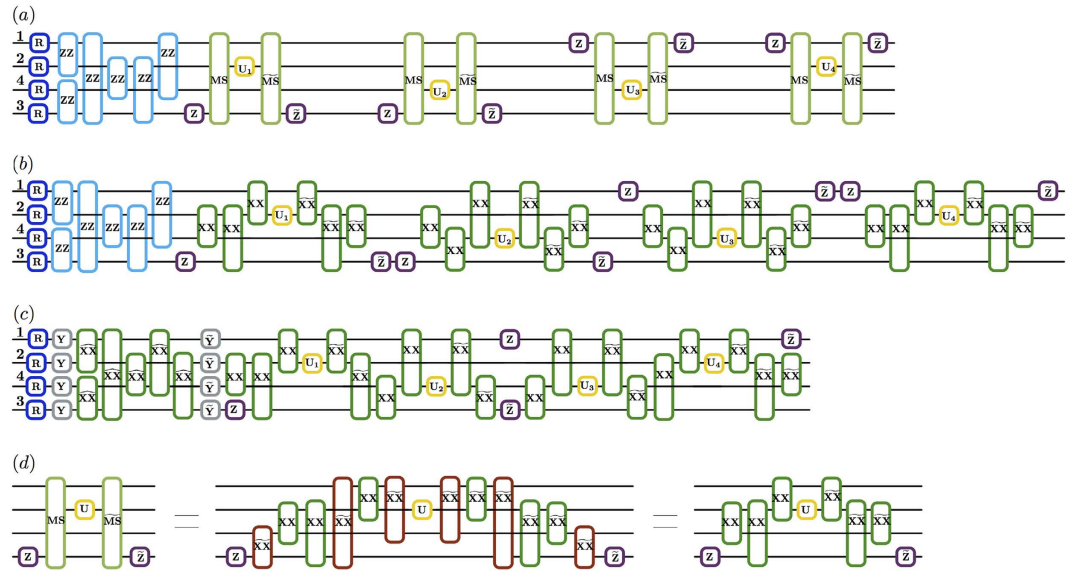 (a)
1 R ZZ ZZ Z Z̃ Z Z̃
2 R ZZ ZZ MS U₁ M͠S MS M͠S MS M͠S MS U₄ M͠S
4 R ZZ ZZ U₂ U₃
3 R Z Z̃ Z Z̃
(b)
1 R ZZ ZZ XX X͠X XX X͠X Z XX X͠X Z̃ Z XX X͠X Z̃
2 R ZZ ZZ ZZ XX XX U₁ X͠X X͠X XX X͠X XX X͠X XX XX U₄ X͠X X͠X
4 R ZZ XX U₂ X͠X XX U₃ X͠X
3 R Z Z̃ Z Z̃
(c)
1 R Y X͠X X͠X Ỹ XX X͠X XX X͠X Z XX X͠X XX X͠X Z̃
2 R Y X͠X X͠X X͠X Ỹ XX XX U₁ X͠X XX U₄ X͠X X͠X
4 R Y X͠X Ỹ XX U₂ X͠X XX U₃ X͠X
3 R Y Ỹ Z Z̃
(d)
XX X͠X X͠X XX XX X͠X
MS U M͠S = XX XX X͠X U X͠X X͠X X͠X = XX XX U X͠X X͠X
Z Z̃ Z X͠X X͠X Z̃ Z Z̃